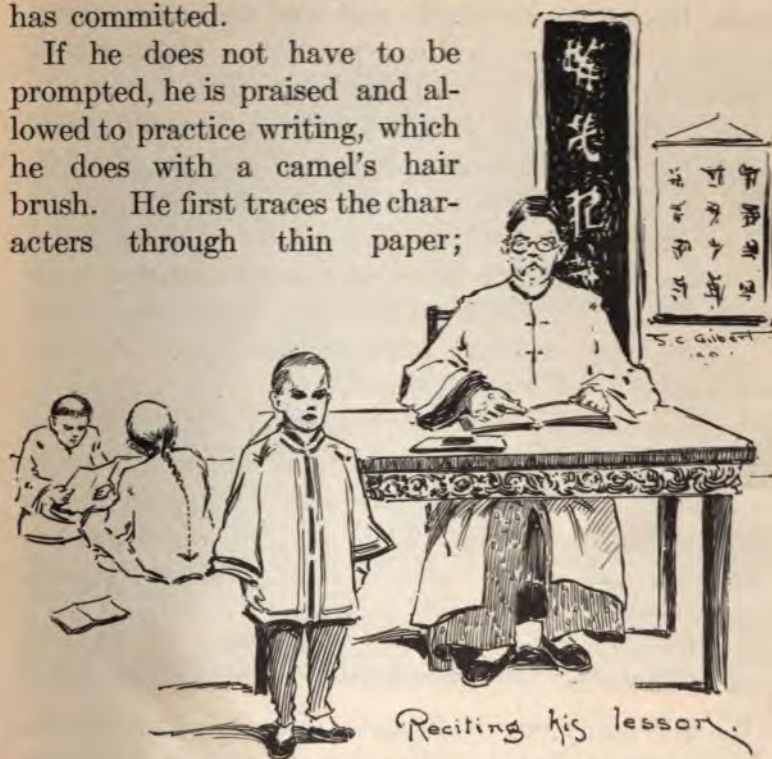 has committed.
If he does not have to be
prompted, he is praised and al-
lowed to practice writing, which
he does with a camel's hair
brush. He first traces the char-
acters through thin paper;
S. C Gilbert
Reciting his lesson.